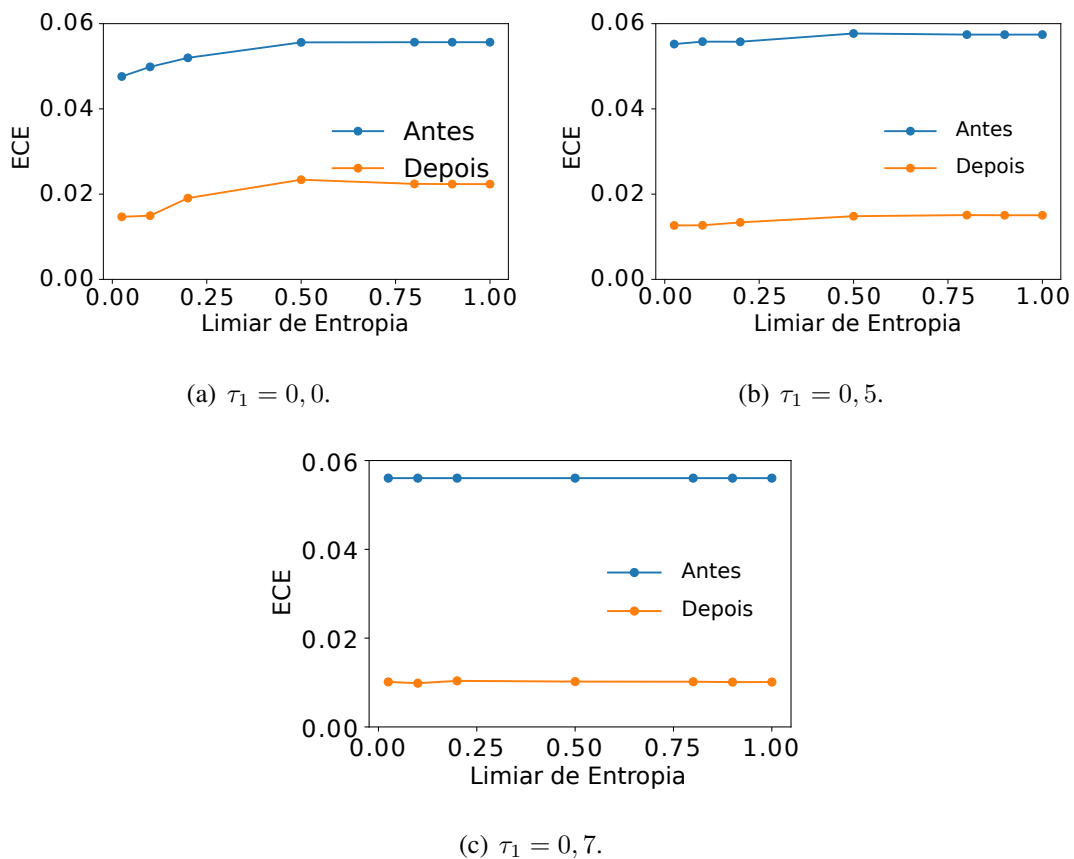 0.06
0.04
0.02
0.00
ECE
Antes
Depois
0.00 0.25 0.50 0.75 1.00
Limiar de Entropia
(a) τ1 = 0, 0.
0.06
0.04
0.02
0.00
ECE
Antes
Depois
0.00 0.25 0.50 0.75 1.00
Limiar de Entropia
(b) τ1 = 0, 5.
0.06
0.04
0.02
0.00
ECE
Antes
Depois
0.00 0.25 0.50 0.75 1.00
Limiar de Entropia
(c) τ1 = 0, 7.